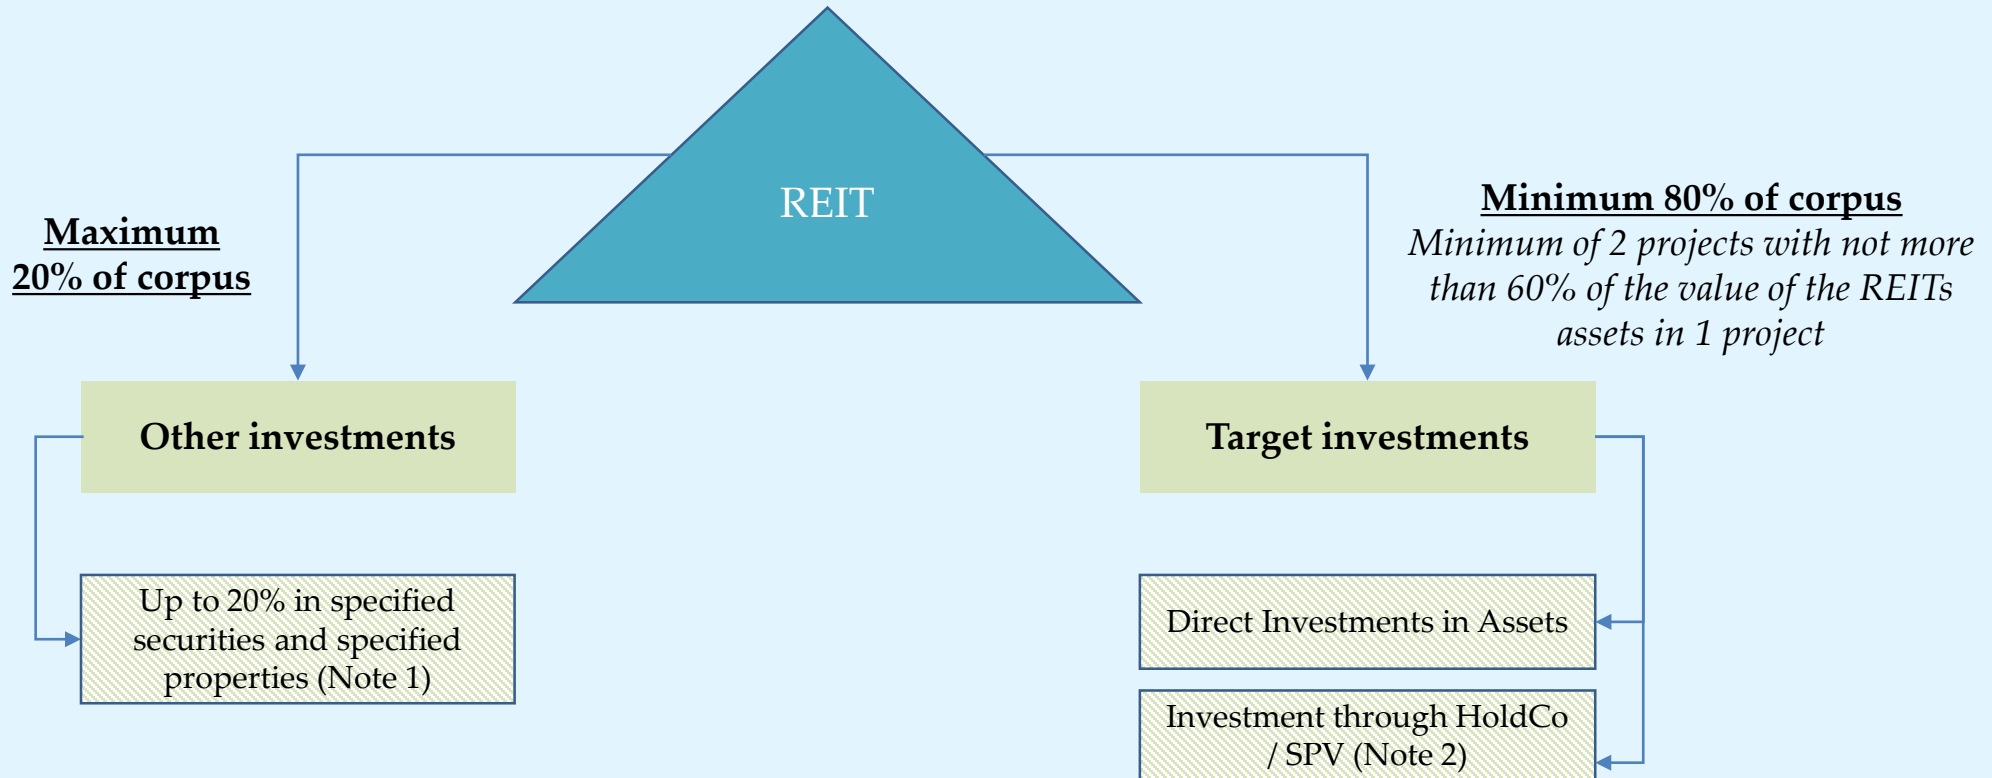 REIT
Maximum
20% of corpus
Minimum 80% of corpus
Minimum of 2 projects with not more
than 60% of the value of the REITs
assets in 1 project
Other investments
Target investments
Up to 20% in specified
securities and specified
properties (Note 1)
Direct Investments in Assets
Investment through HoldCo
/ SPV (Note 2)